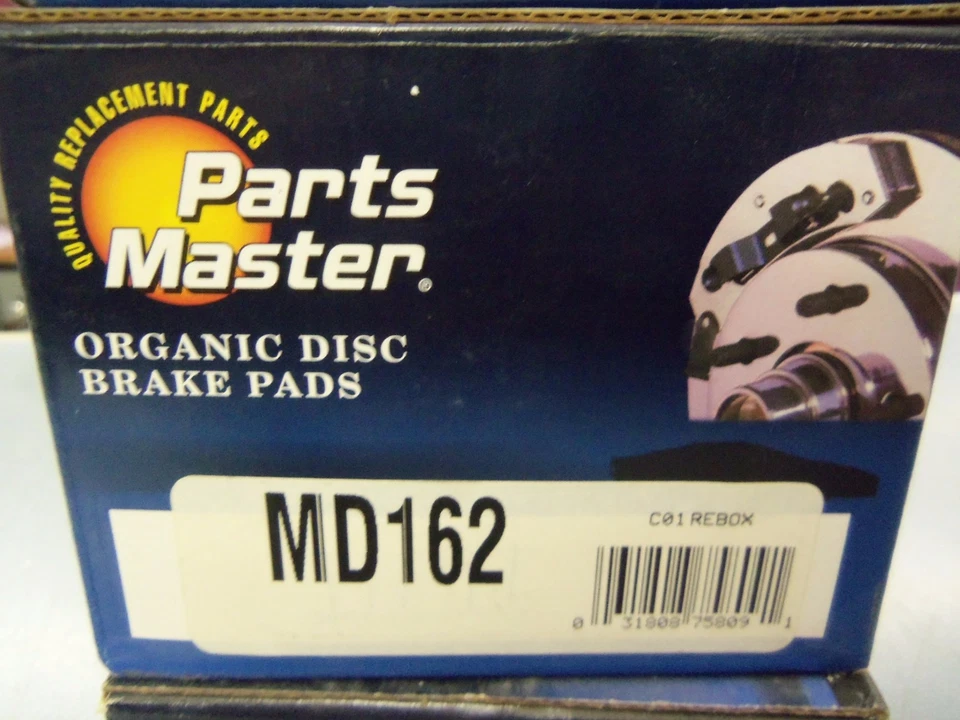 QUALITY REPLACEMENT PARTS
Parts
Master®
ORGANIC DISC
BRAKE PADS
MD162
C01 REBOX
0 31808 75809 1